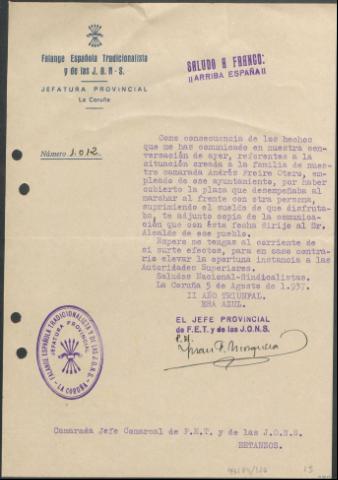 Falange Española Tradicionalista
y de las J.O.N-S.
JEFATURA PROVINCIAL
La Coruña
SALUDO A FRANCO:
¡¡ARRIBA ESPAÑA!!
Número 1.012
Como consecuencia de los hechos
que me has comunicado en nuestra con-
versación de ayer, referentes a la
situación creada a la familia de nues-
tro camarada Andrés Freire Otero, em-
pleado de ese ayuntamiento, por haber
cubierto la plaza que desempeñaba al
marchar al frente con otra persona,
suprimiendo el sueldo de que disfruta-
ba, te adjunto copia de la comunica-
ción que con ésta fecha dirijo al Sr.
Alcalde de ese pueblo.
Espero me tengas al corriente de
si surte efectos, para en caso contra-
rio elevar la oportuna instancia a las
Autoridades Superiores.
Saludos Nacional-Sindicalistas.
La Coruña 5 de Agosto de 1.937.
II AÑO TRIUNFAL.
ERA AZUL.
EL JEFE PROVINCIAL
de F.E.T. y de las J.O.N.S.
FALANGE ESPAÑOLA TRADICIONALISTA Y DE LAS J.O.N.S.
JEFATURA PROVINCIAL
LA CORUÑA
Camarada Jefe Comarcal de F.E.T. y de las J.O.N.S.
BETANZOS.
13